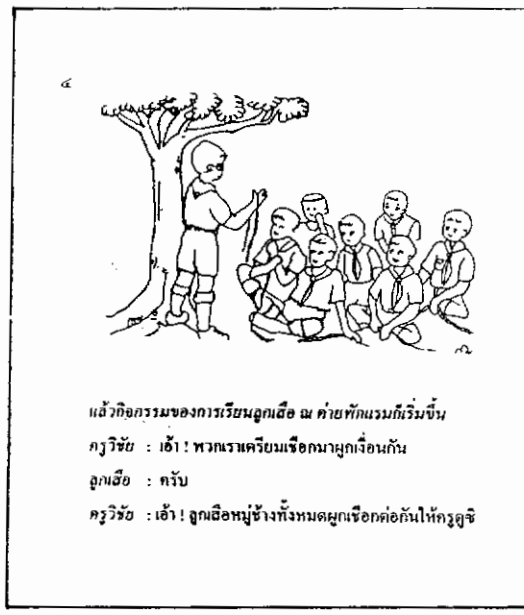 ๔
แล้วกิจกรรมของการเรียนลูกเสือ ณ ค่ายพักแรมก็เริ่มขึ้น
ครูวิชัย : เอ้า ! พวกเราเตรียมเชือกมาผูกเงื่อนกัน
ลูกเสือ : ครับ
ครูวิชัย : เอ้า ! ลูกเสือหมู่ช้างทั้งหมดผูกเชือกต่อกันให้ครูดูซิ